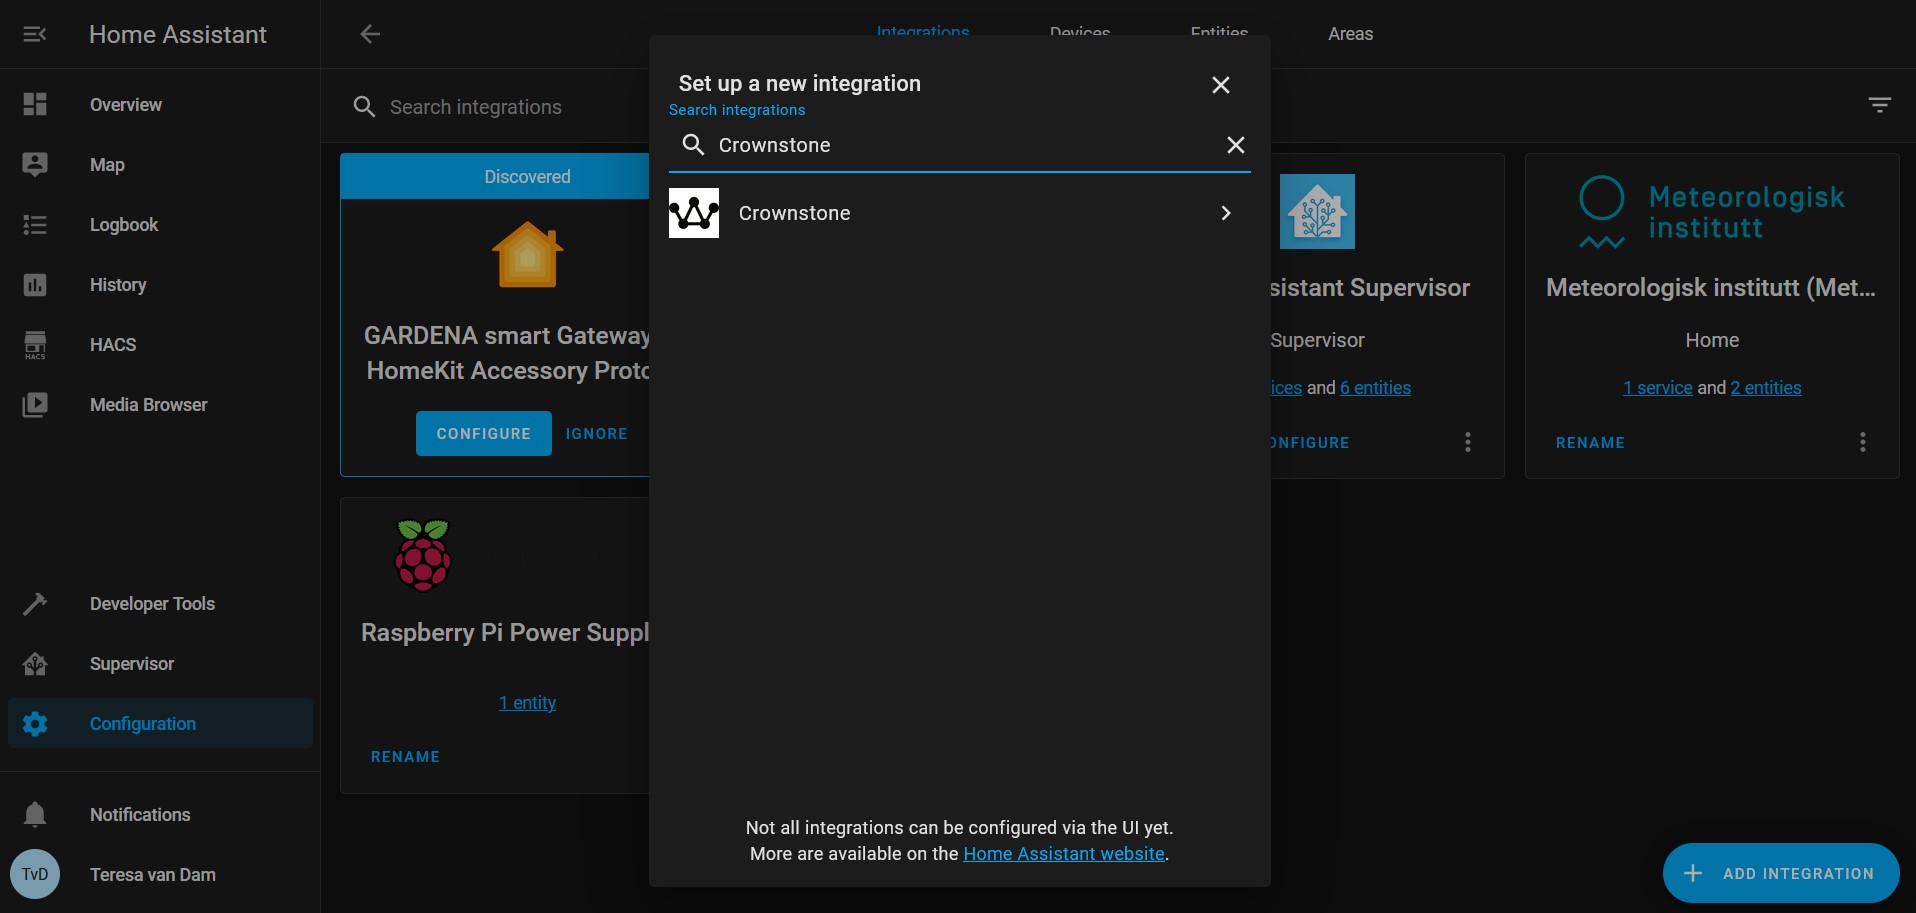 Home Assistant
Overview
Map
Logbook
History
HACS
HACS
Media Browser
Developer Tools
Supervisor
Configuration
Notifications
TvD
Teresa van Dam
Integrations
Devices
Entities
Areas
Search integrations
Discovered
GARDENA smart Gateway
HomeKit Accessory Proto
CONFIGURE
IGNORE
Raspberry Pi Power Suppl
1 entity
RENAME
Set up a new integration
Search integrations
Crownstone
Crownstone
Not all integrations can be configured via the UI yet.
More are available on the Home Assistant website.
sistant Supervisor
Supervisor
ices and 6 entities
ONFIGURE
Meteorologisk
institutt
Meteorologisk institutt (Met...
Home
1 service and 2 entities
RENAME
ADD INTEGRATION